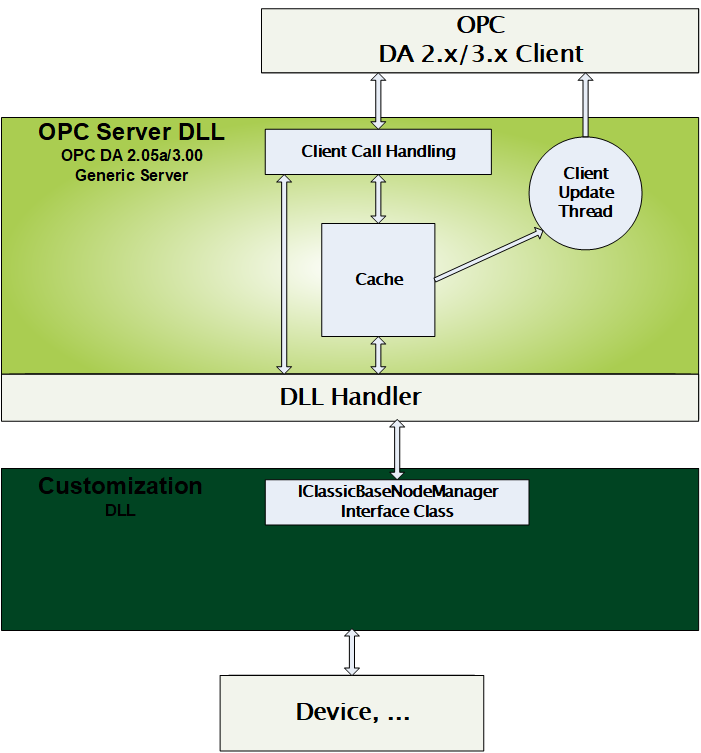 OPC
DA 2.x/3.x Client
OPC Server DLL
OPC DA 2.05a/3.00
Generic Server
Client Call Handling
Client
Update
Thread
Cache
DLL Handler
Customization
DLL
IClassicBaseNodeManager
Interface Class
Device, ...